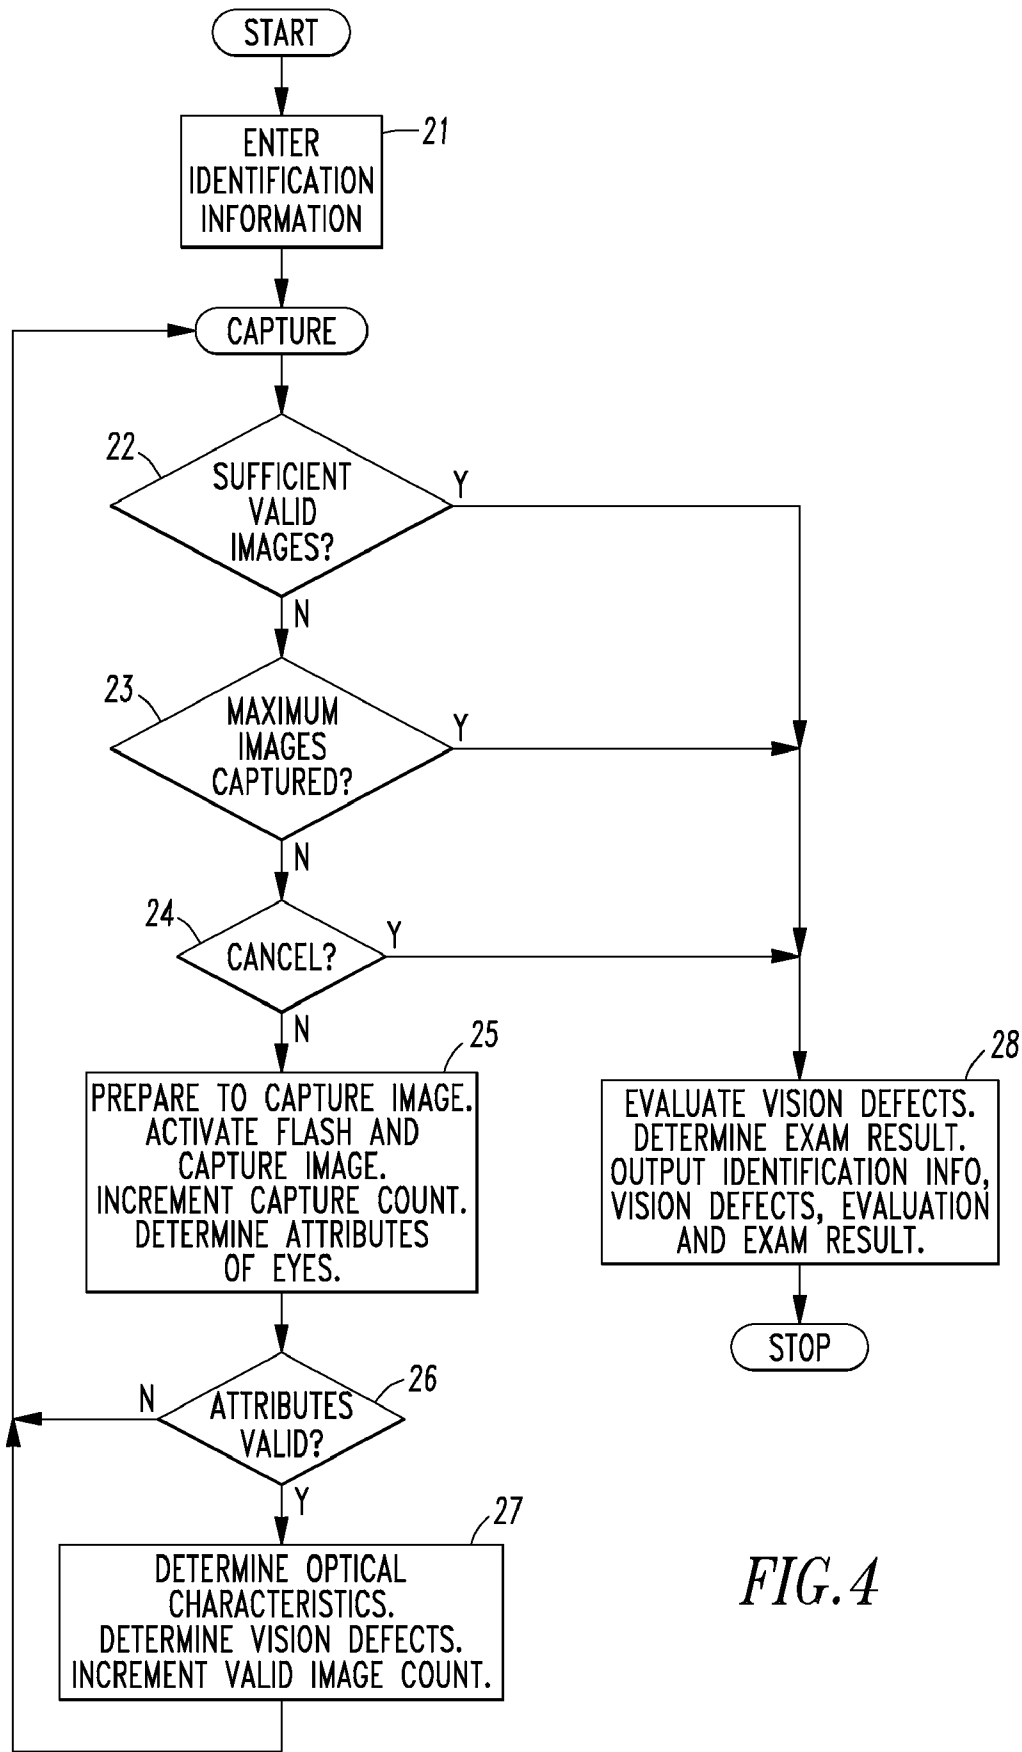 START
21
ENTER
IDENTIFICATION
INFORMATION
CAPTURE
22
SUFFICIENT
VALID
IMAGES?
Y
N
23
MAXIMUM
IMAGES
CAPTURED?
Y
N
24
CANCEL?
Y
N
25
PREPARE TO CAPTURE IMAGE.
ACTIVATE FLASH AND
CAPTURE IMAGE.
INCREMENT CAPTURE COUNT.
DETERMINE ATTRIBUTES
OF EYES.
28
EVALUATE VISION DEFECTS.
DETERMINE EXAM RESULT.
OUTPUT IDENTIFICATION INFO,
VISION DEFECTS, EVALUATION
AND EXAM RESULT.
STOP
26
ATTRIBUTES
VALID?
N
Y
27
DETERMINE OPTICAL
CHARACTERISTICS.
DETERMINE VISION DEFECTS.
INCREMENT VALID IMAGE COUNT.
FIG.4